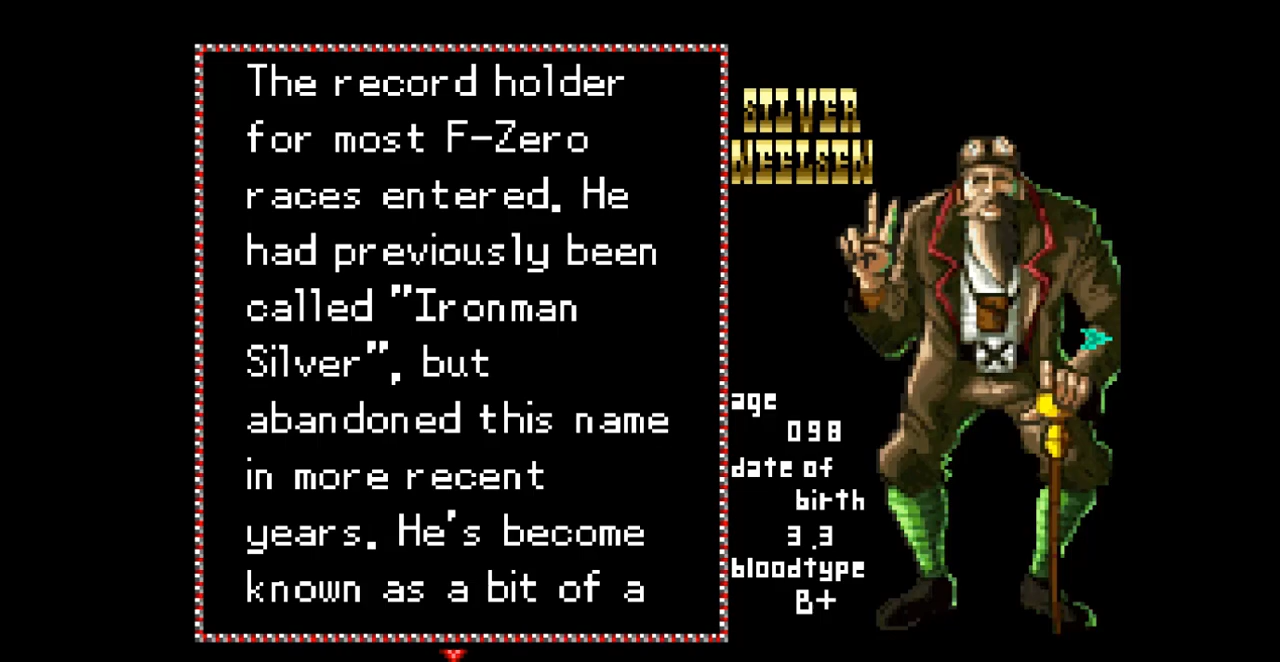 The record holder
for most F-Zero
races entered. He
had previously been
called "Ironman
Silver", but
abandoned this name
in more recent
years. He's become
known as a bit of a
SILVER
NEELSEN
age
098
date of
birth
3.3
bloodtype
B+